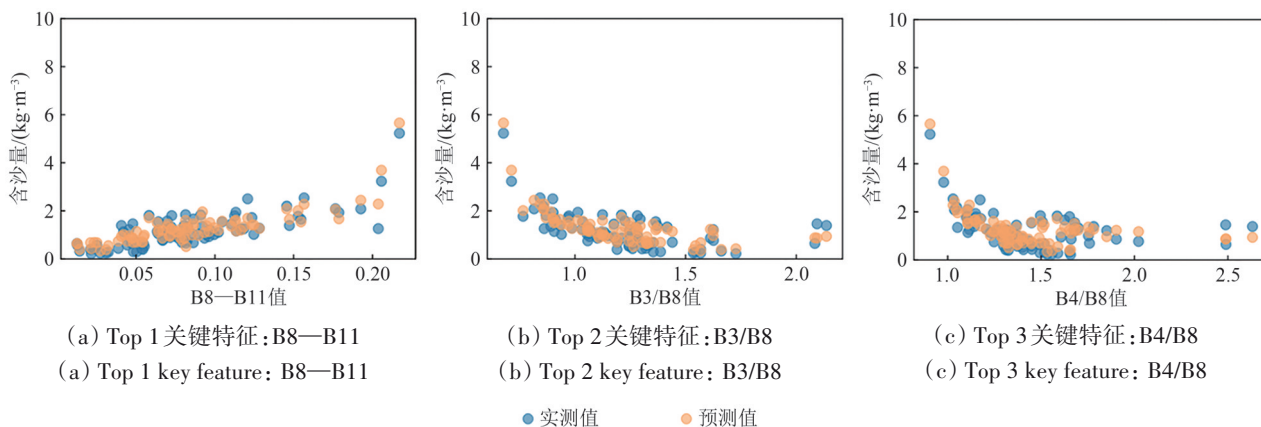 10
8
6
4
2
0
含沙量/(kg·m⁻³)
0.05
0.10
0.15
0.20
B8—B11值
(a) Top 1关键特征:B8—B11
(a) Top 1 key feature: B8—B11
10
8
6
4
2
0
含沙量/(kg·m⁻³)
1.0
1.5
2.0
B3/B8值
(b) Top 2关键特征:B3/B8
(b) Top 2 key feature: B3/B8
10
8
6
4
2
0
含沙量/(kg·m⁻³)
1.0
1.5
2.0
2.5
B4/B8值
(c) Top 3关键特征:B4/B8
(c) Top 3 key feature: B4/B8
实测值
预测值